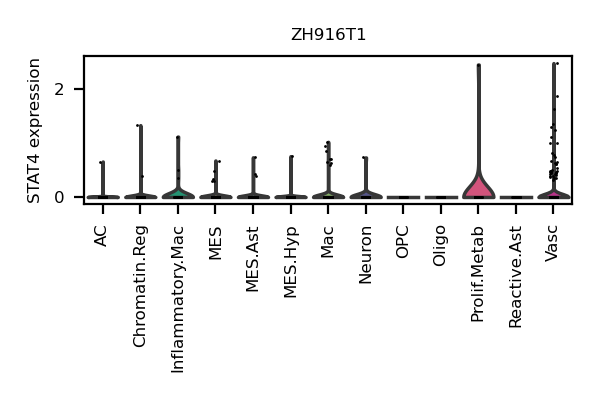 ZH916T1
STAT4 expression
2
0
AC
Chromatin.Reg
Inflammatory.Mac
MES
MES.Ast
MES.Hyp
Mac
Neuron
OPC
Oligo
Prolif.Metab
Reactive.Ast
Vasc